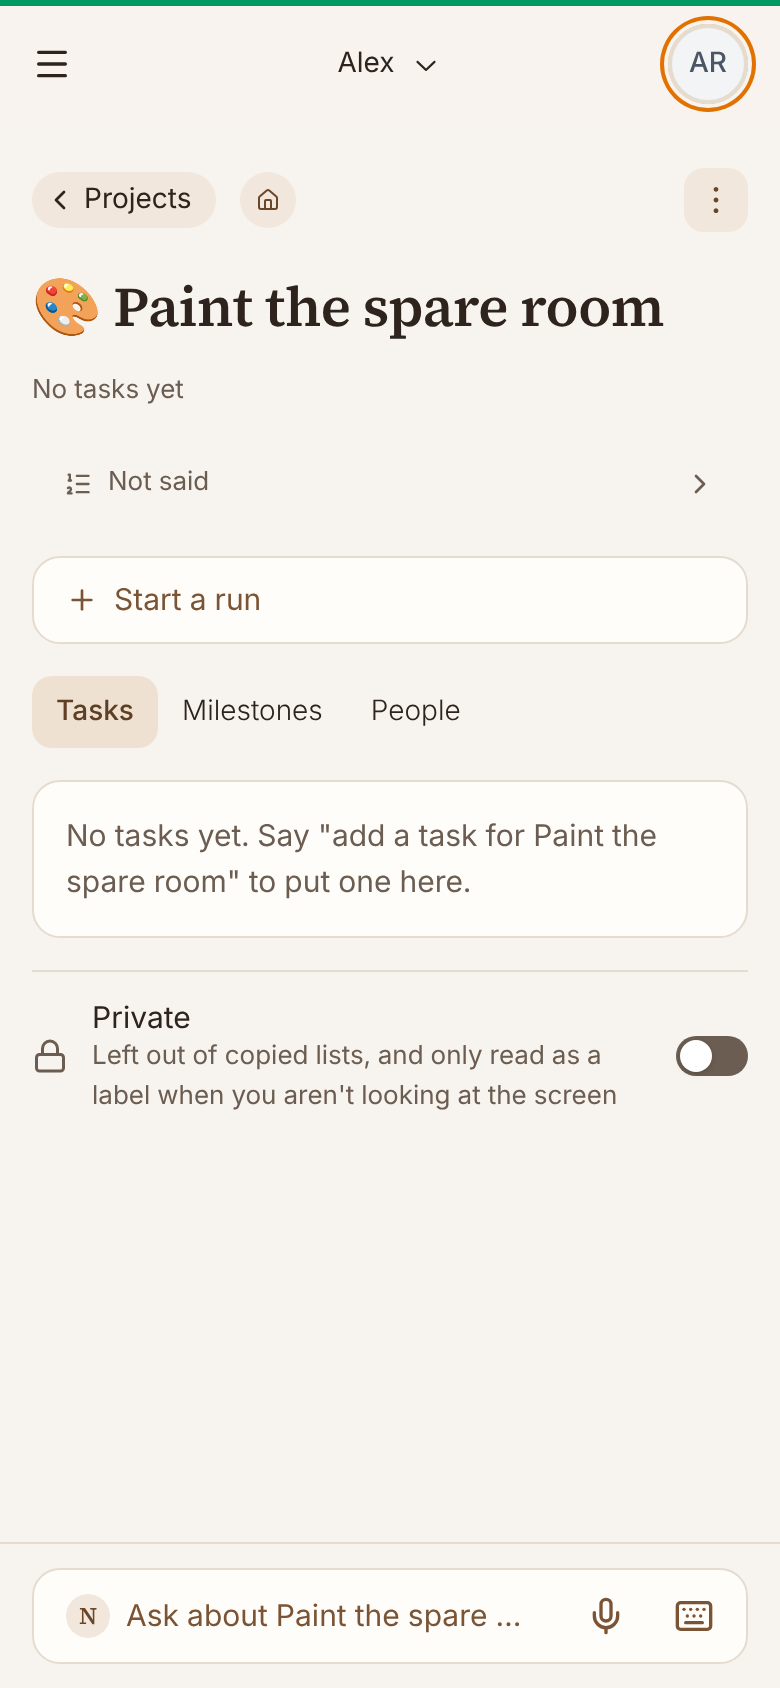 Alex
AR
Projects
Paint the spare room
No tasks yet
Not said
Start a run
Tasks Milestones People
No tasks yet. Say "add a task for Paint the
spare room" to put one here.
Private
Left out of copied lists, and only read as a
label when you aren't looking at the screen
N Ask about Paint the spare ...